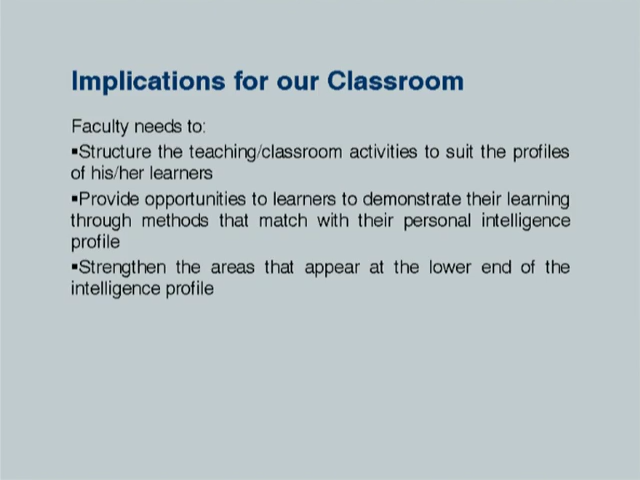 Implications for our Classroom
Faculty needs to:
▪Structure the teaching/classroom activities to suit the profiles
of his/her learners
▪Provide opportunities to learners to demonstrate their learning
through methods that match with their personal intelligence
profile
▪Strengthen the areas that appear at the lower end of the
intelligence profile